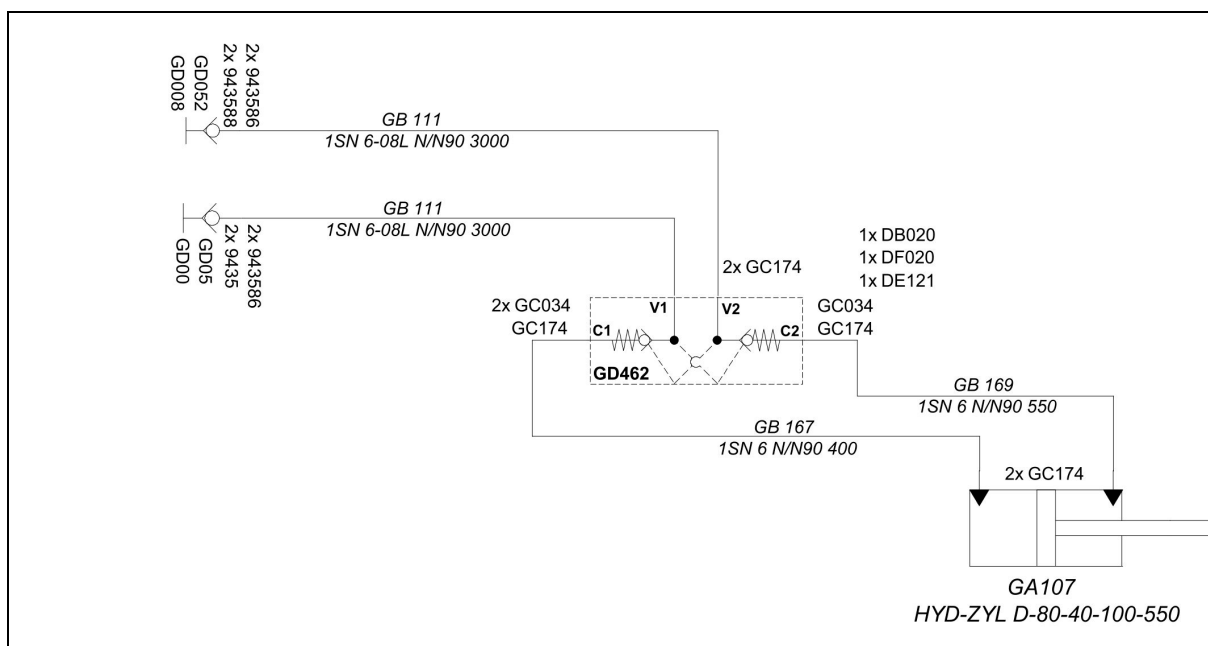 2x 943586
2x 943588
GD052
GD008
GB 111
1SN 6-08L N/N90 3000
GB 111
1SN 6-08L N/N90 3000
2x 943586
2x 9435
GD05
GD00
2x GC174
1x DB020
1x DF020
1x DE121
2x GC034
GC174
V1
V2
GC034
GC174
C1
C2
GD462
GB 169
1SN 6 N/N90 550
GB 167
1SN 6 N/N90 400
2x GC174
GA107
HYD-ZYL D-80-40-100-550